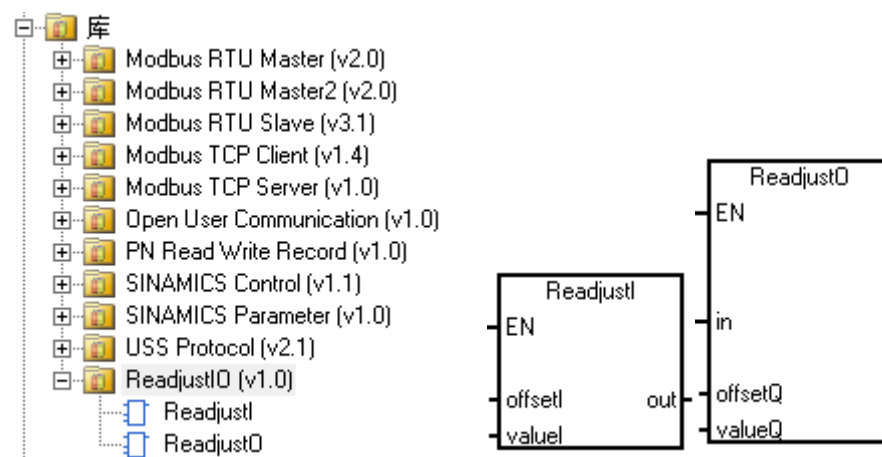 库
Modbus RTU Master (v2.0)
Modbus RTU Master2 (v2.0)
Modbus RTU Slave (v3.1)
Modbus TCP Client (v1.4)
Modbus TCP Server (v1.0)
Open User Communication (v1.0)
PN Read Write Record (v1.0)
SINAMICS Control (v1.1)
SINAMICS Parameter (v1.0)
USS Protocol (v2.1)
ReadjustIO (v1.0)
ReadjustI
ReadjustO
ReadjustI
EN
offsetI out
valueI
ReadjustO
EN
in
offsetQ
valueQ